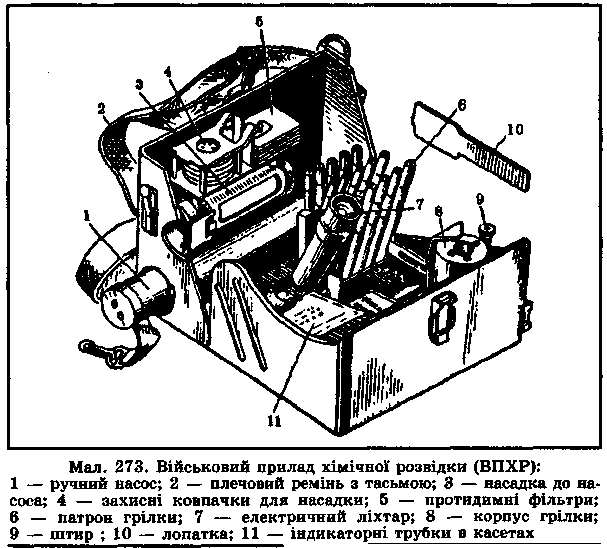 5
4
3
2
6
10
1
7
8
9
11
Мал. 273. Військовий прилад хімічної розвідки (ВПХР):
1 — ручний насос; 2 — плечовий ремінь з тасьмою; 3 — насадка до на-
соса; 4 — захисні ковпачки для насадки; 5 — протидимні фільтри;
6 — патрон грілки; 7 — електричний ліхтар; 8 — корпус грілки;
9 — штир ; 10 — лопатка; 11 — індикаторні трубки в касетах